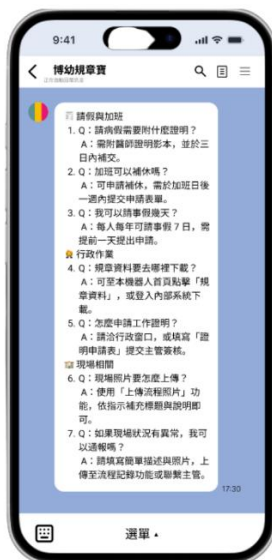 9:41
博幼規章寶
請假與加班
1. Q：請病假需要附什麼證明？
A：需附醫師證明影本，並於三
日內補交。
2. Q：加班可以補休嗎？
A：可申請補休，需於加班日後
一週內提交申請表單。
3. Q：我可以請事假幾天？
A：每人每年可請事假 7 日，需
提前一天提出申請。
行政作業
4. Q：規章資料要去哪裡下載？
A：可至本機器人首頁點擊「規
章資料」，或登入內部系統下
載。
5. Q：怎麼申請工作證明？
A：請洽行政窗口，或填寫「證
明申請表」提交主管簽核。
現場相關
6. Q：現場照片要怎麼上傳？
A：使用「上傳流程照片」功
能，依指示補充標題與說明即
可。
7. Q：如果現場狀況有異常，我可
以通報嗎？
A：請填寫簡單描述與照片，上
傳至流程記錄功能或聯繫主管。
17:30
選單